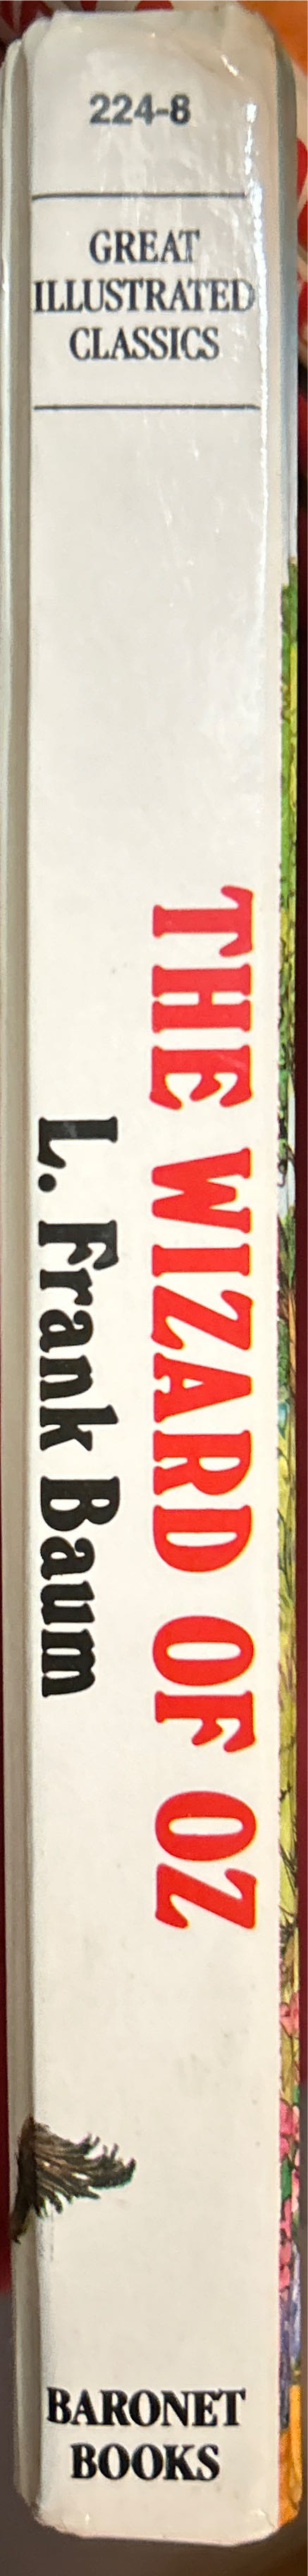 224-8
GREAT
ILLUSTRATED
CLASSICS
THE WIZARD OF OZ
L. Frank Baum
BARONET
BOOKS